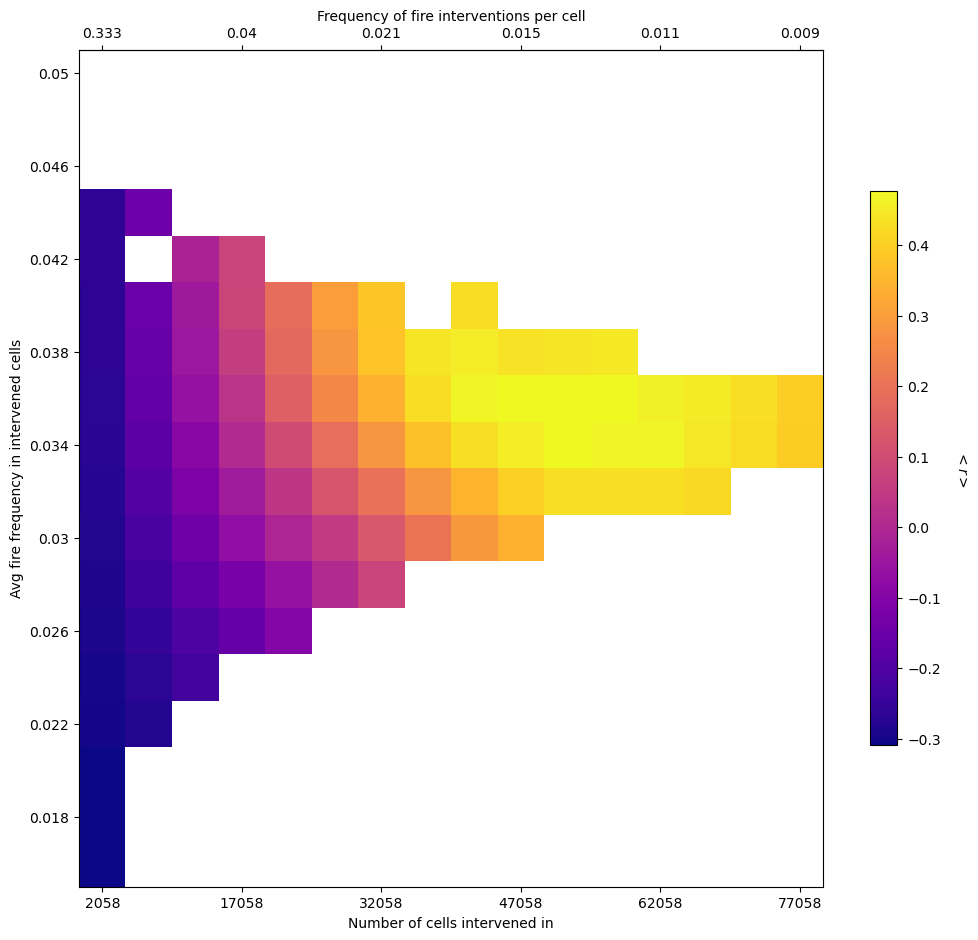 Frequency of fire interventions per cell
0.333 0.04 0.021 0.015 0.011 0.009
Avg fire frequency in intervened cells
0.05
0.046
0.042
0.038
0.034
0.03
0.026
0.022
0.018
2058 17058 32058 47058 62058 77058
Number of cells intervened in
0.4
0.3
0.2
0.1
0.0
−0.1
−0.2
−0.3
< r >